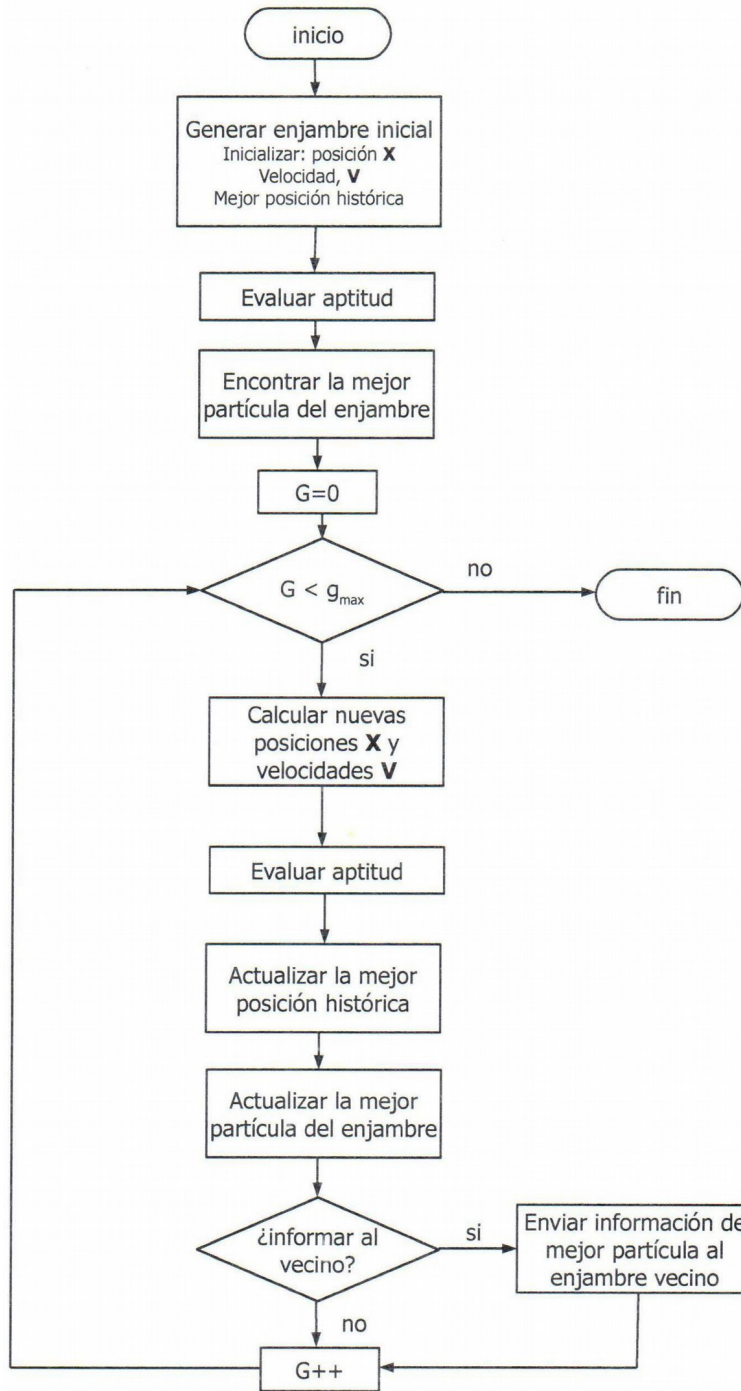 inicio
Generar enjambre inicial
Inicializar: posición X
Velocidad, V
Mejor posición histórica
Evaluar aptitud
Encontrar la mejor
partícula del enjambre
G=0
G < gmax
no
fin
si
Calcular nuevas
posiciones X y
velocidades V
Evaluar aptitud
Actualizar la mejor
posición histórica
Actualizar la mejor
partícula del enjambre
¿informar al
vecino?
si
Enviar información de
mejor partícula al
enjambre vecino
no
G++